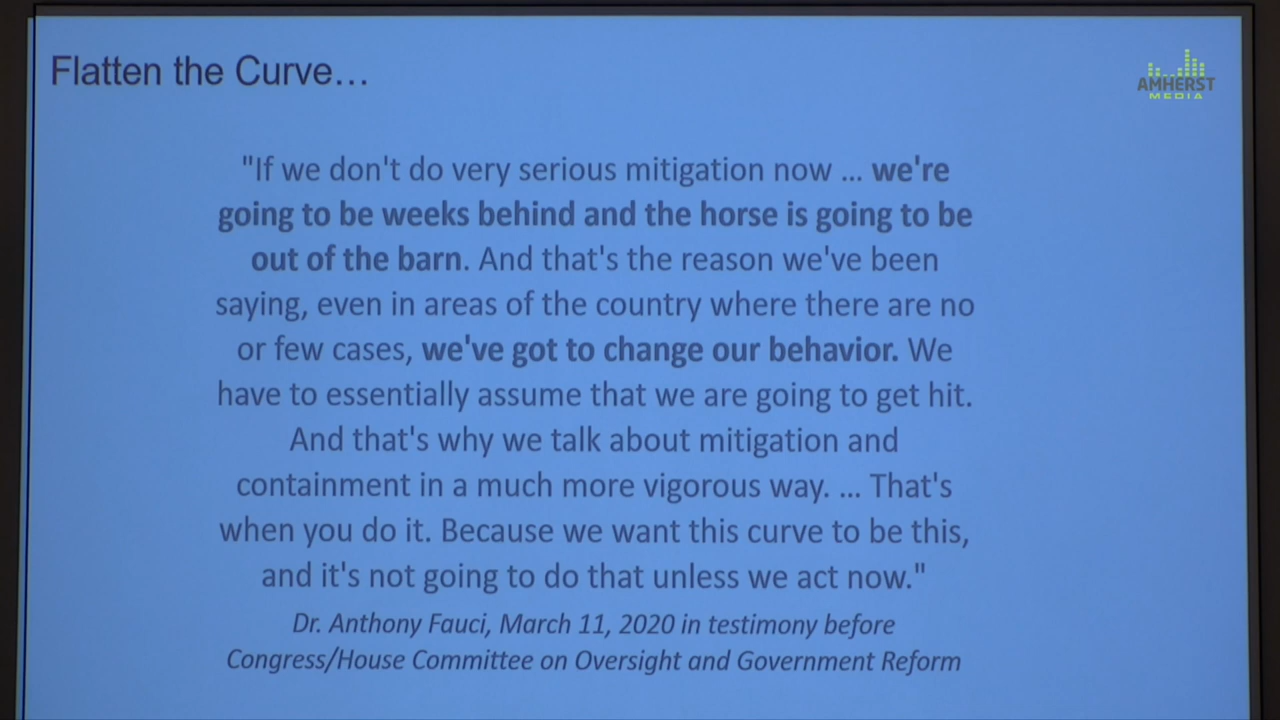 Flatten the Curve…
AMHERST
MEDIA
"If we don't do very serious mitigation now ... we're
going to be weeks behind and the horse is going to be
out of the barn. And that's the reason we've been
saying, even in areas of the country where there are no
or few cases, we've got to change our behavior. We
have to essentially assume that we are going to get hit.
And that's why we talk about mitigation and
containment in a much more vigorous way. ... That's
when you do it. Because we want this curve to be this,
and it's not going to do that unless we act now."
Dr. Anthony Fauci, March 11, 2020 in testimony before
Congress/House Committee on Oversight and Government Reform